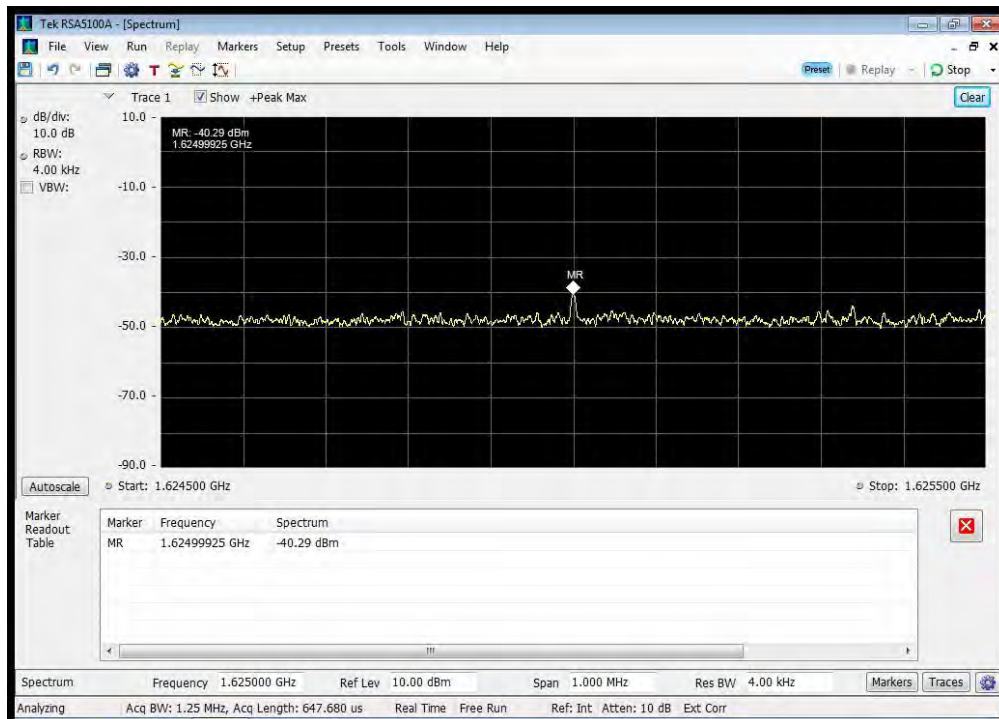 Tek RSA5100A - [Spectrum]
File View Run Replay Markers Setup Presets Tools Window Help
Preset Replay Stop
Trace 1 Show +Peak Max Clear
dB/div:
10.0 dB
RBW:
4.00 kHz
VBW:
10.0
MR: -40.29 dBm
1.62499925 GHz
-10.0
-30.0
MR
-50.0
-70.0
-90.0
Autoscale Start: 1.624500 GHz Stop: 1.625500 GHz
Marker
Readout
Table
Marker Frequency Spectrum
MR 1.62499925 GHz -40.29 dBm
Spectrum Frequency 1.625000 GHz Ref Lev 10.00 dBm Span 1.000 MHz Res BW 4.00 kHz Markers Traces
Analyzing Acq BW: 1.25 MHz, Acq Length: 647.680 us Real Time Free Run Ref: Int Atten: 10 dB Ext Corr